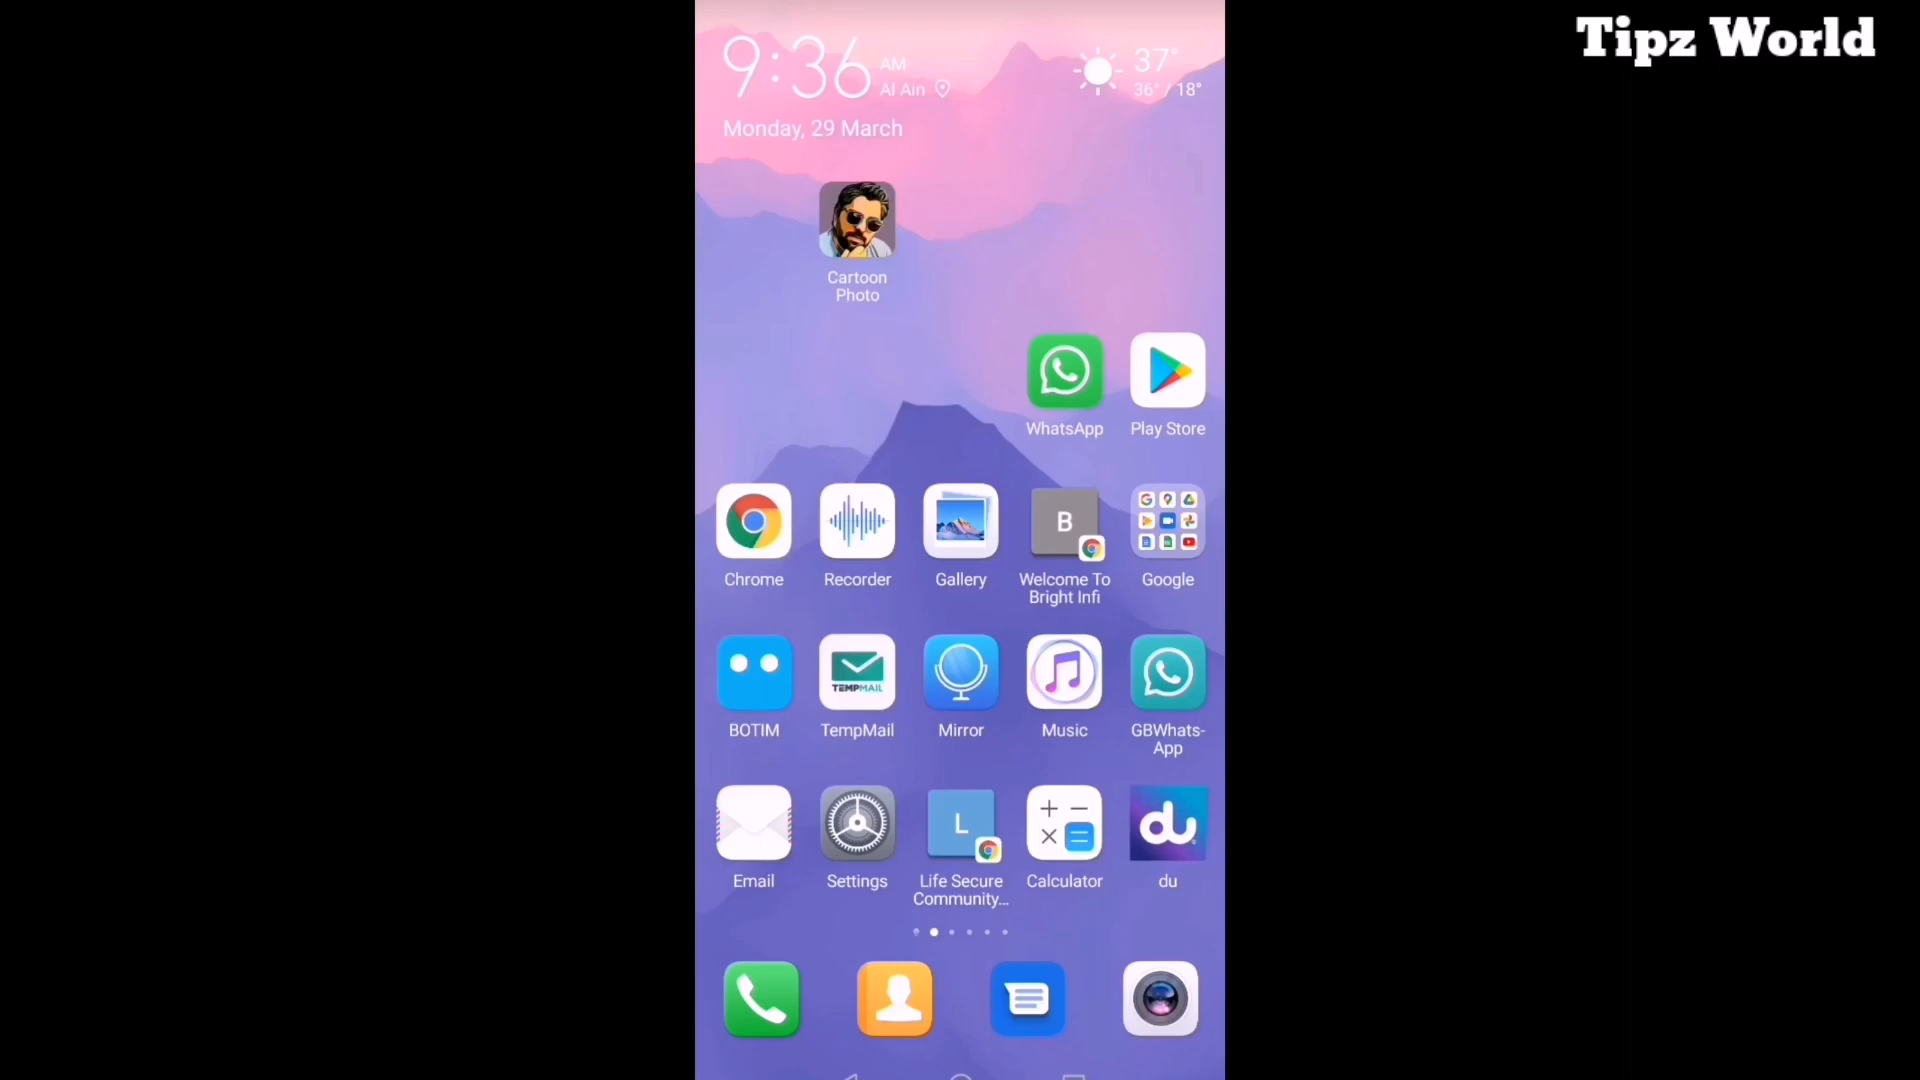 Tipz World
9:36 AM
Al Ain
37°
36° / 18°
Monday, 29 March
Cartoon
Photo
WhatsApp
Play Store
B
Chrome
Recorder
Gallery
Welcome To
Bright Infi
Google
TEMPMAIL
BOTIM
TempMail
Mirror
Music
GBWhats-
App
L
du
Email
Settings
Life Secure
Community...
Calculator
du